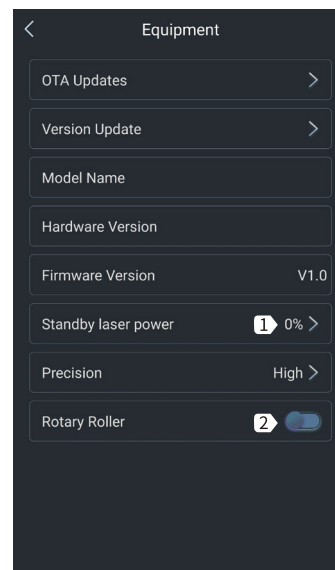 Equipment
OTA Updates
Version Update
Model Name
Hardware Version
Firmware Version V1.0
Standby laser power 1 0%
Precision High
Rotary Roller 2